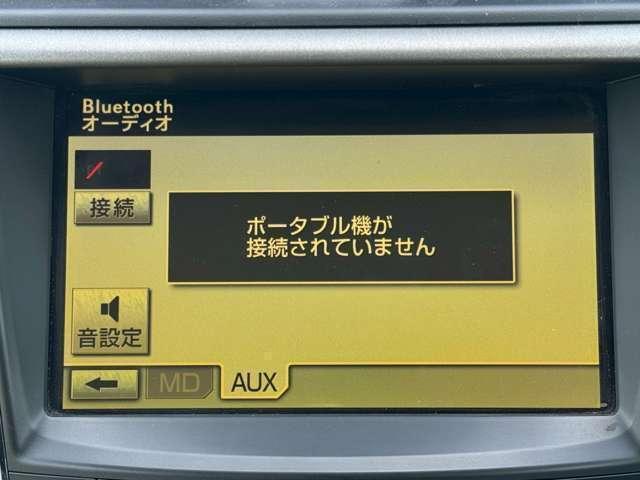 Bluetooth
オーディオ
接続
ポータブル機が
接続されていません
音設定
MD
AUX